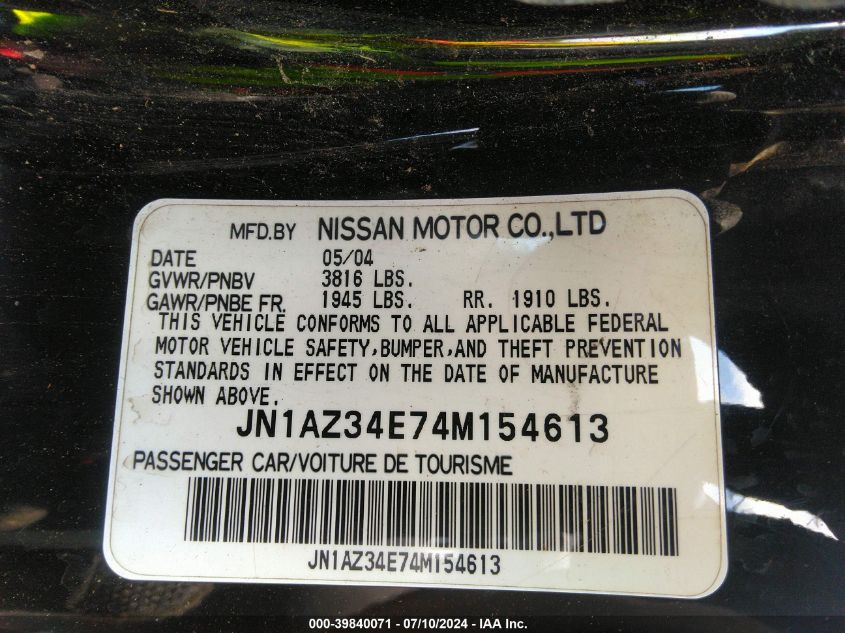 MFD.BY NISSAN MOTOR CO.,LTD
DATE 05/04
GVWR/PNBV 3816 LBS.
GAWR/PNBE FR. 1945 LBS. RR. 1910 LBS.
THIS VEHICLE CONFORMS TO ALL APPLICABLE FEDERAL
MOTOR VEHICLE SAFETY,BUMPER,AND THEFT PREVENTION
STANDARDS IN EFFECT ON THE DATE OF MANUFACTURE
SHOWN ABOVE.
JN1AZ34E74M154613
PASSENGER CAR/VOITURE DE TOURISME
JN1AZ34E74M154613
000-39840071 - 07/10/2024 - IAA Inc.